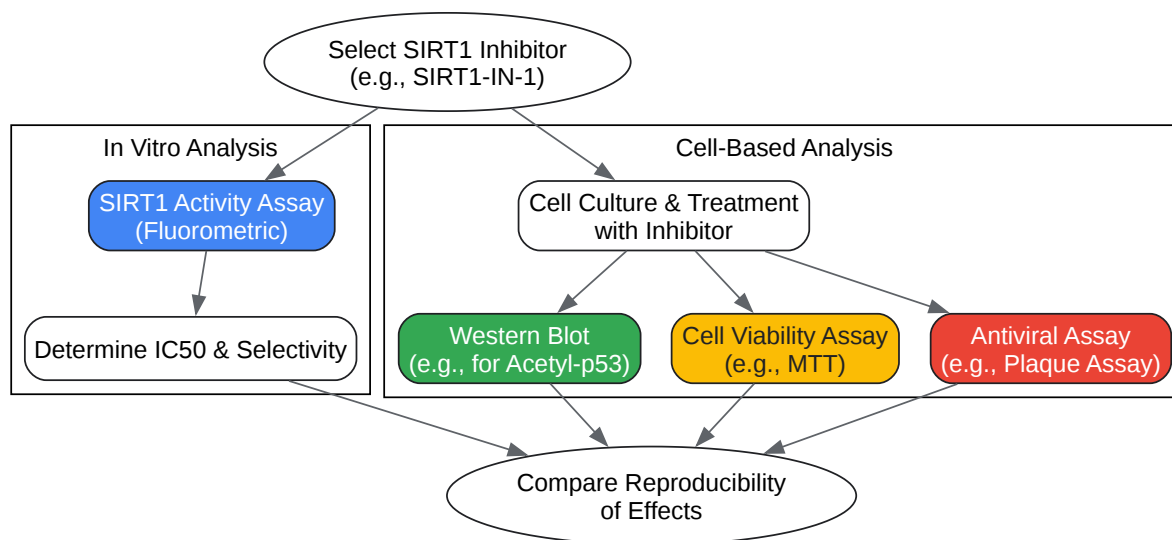 Select SIRT1 Inhibitor
(e.g., SIRT1-IN-1)
In Vitro Analysis
SIRT1 Activity Assay
(Fluorometric)
Determine IC50 & Selectivity
Cell-Based Analysis
Cell Culture & Treatment
with Inhibitor
Western Blot
(e.g., for Acetyl-p53)
Cell Viability Assay
(e.g., MTT)
Antiviral Assay
(e.g., Plaque Assay)
Compare Reproducibility
of Effects